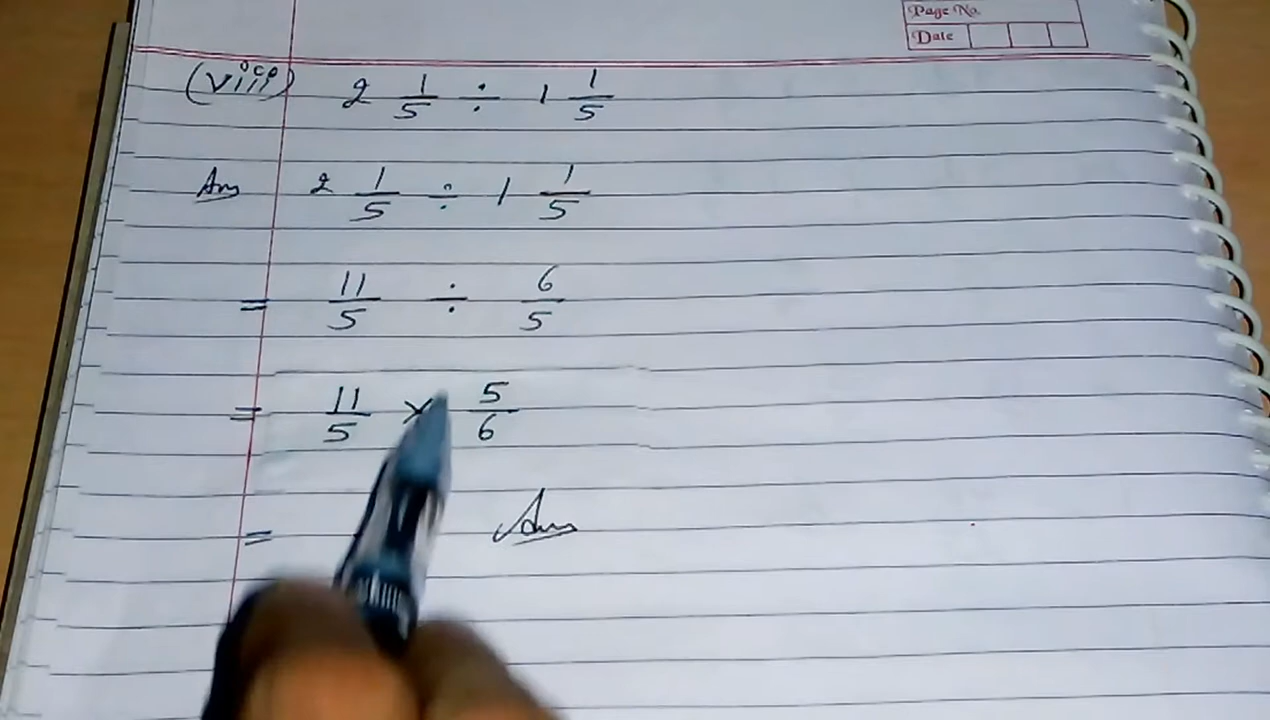 Page No.
Date
(viii) 2 1/5 ÷ 1 1/5
Ans 2 1/5 ÷ 1 1/5
= 11/5 ÷ 6/5
= 11/5 × 5/6
= Ans